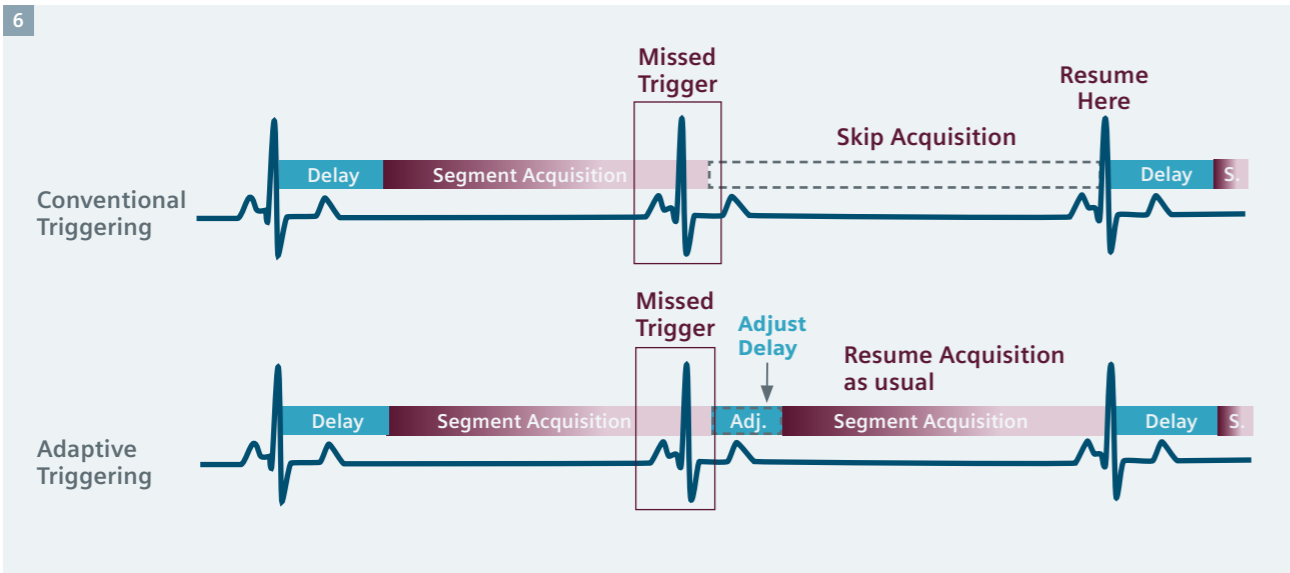 6
Missed
Trigger
Resume
Here
Skip Acquisition
Delay
Segment Acquisition
Delay
S.
Conventional
Triggering
Missed
Trigger
Adjust
Delay
Resume Acquisition
as usual
Delay
Segment Acquisition
Adj.
Segment Acquisition
Delay
S.
Adaptive
Triggering